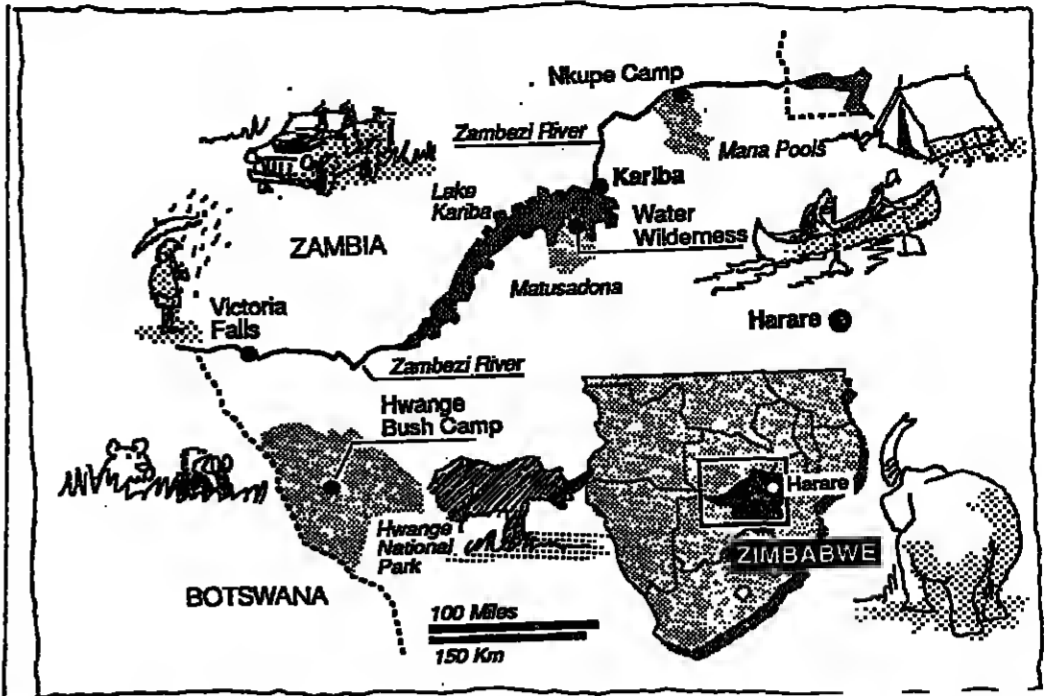 Nkupe Camp
Zambezi River
Mana Pools
Kariba
Lake
Kariba
Water
Wilderness
ZAMBIA
Matusadona
Victoria
Falls
Harare
Zambezi River
Hwange
Bush Camp
Harare
Hwange
National
Park
ZIMBABWE
BOTSWANA
100 Miles
150 Km